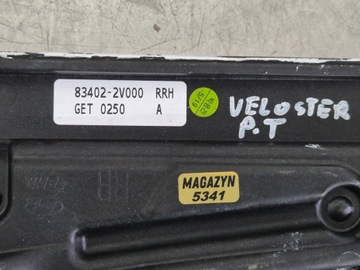 83402-2V000 RRH
GET 0250 A
VELOSTER
P.T
MAGAZYN
5341